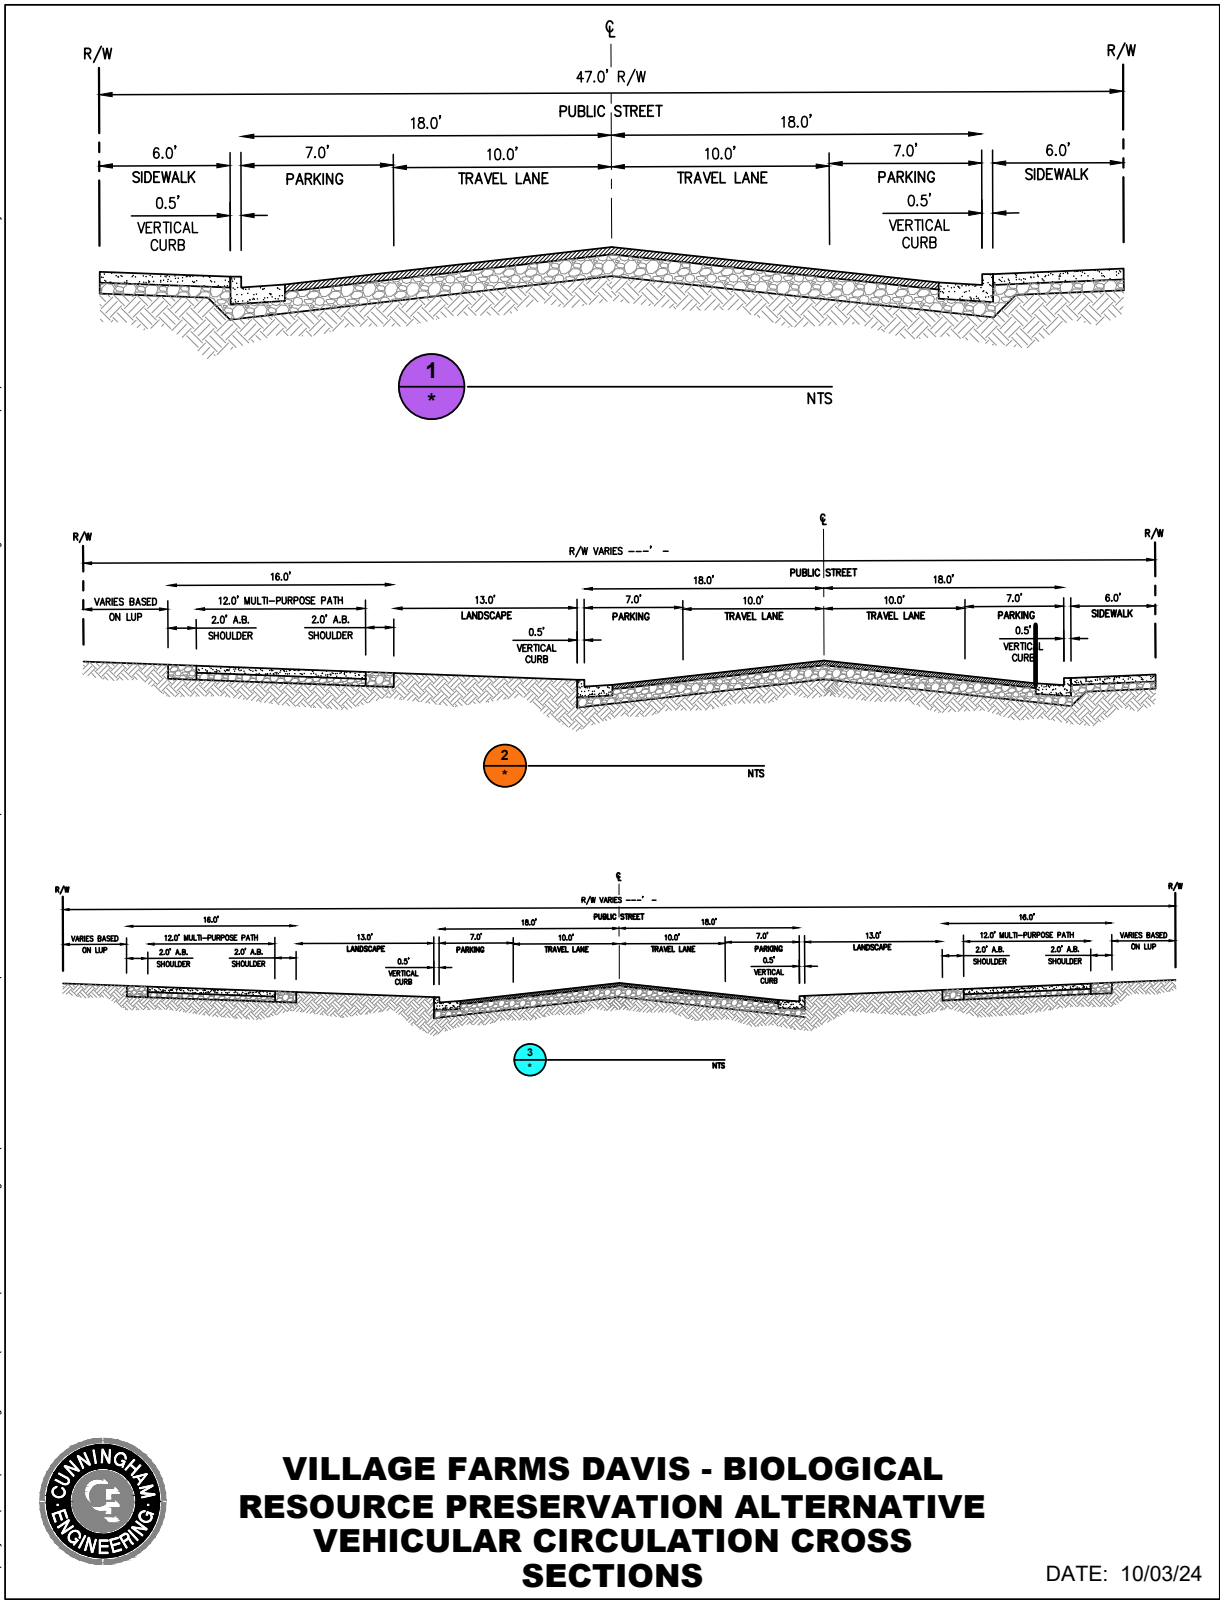 ℄
R/W
R/W
47.0' R/W
PUBLIC STREET
18.0'
18.0'
6.0'
7.0'
10.0'
10.0'
7.0'
6.0'
SIDEWALK
PARKING
TRAVEL LANE
TRAVEL LANE
PARKING
SIDEWALK
0.5'
0.5'
VERTICAL
CURB
VERTICAL
CURB
1
*
NTS
℄
R/W
R/W
R/W VARIES ---' -
PUBLIC STREET
16.0'
18.0'
18.0'
VARIES BASED
ON LUP
12.0' MULTI-PURPOSE PATH
2.0' A.B.
SHOULDER
2.0' A.B.
SHOULDER
13.0'
LANDSCAPE
7.0'
PARKING
10.0'
TRAVEL LANE
10.0'
TRAVEL LANE
7.0'
PARKING
6.0'
SIDEWALK
0.5'
VERTICAL
CURB
0.5'
VERTICAL
CURB
2
*
NTS
℄
R/W
R/W
R/W VARIES ---' -
PUBLIC STREET
16.0'
18.0'
18.0'
16.0'
VARIES BASED
ON LUP
12.0' MULTI-PURPOSE PATH
2.0' A.B.
SHOULDER
2.0' A.B.
SHOULDER
13.0'
LANDSCAPE
7.0'
PARKING
10.0'
TRAVEL LANE
10.0'
TRAVEL LANE
7.0'
PARKING
13.0'
LANDSCAPE
12.0' MULTI-PURPOSE PATH
2.0' A.B.
SHOULDER
2.0' A.B.
SHOULDER
VARIES BASED
ON LUP
0.5'
VERTICAL
CURB
0.5'
VERTICAL
CURB
3
*
NTS
CUNNINGHAM
ENGINEERING
CE
VILLAGE FARMS DAVIS - BIOLOGICAL
RESOURCE PRESERVATION ALTERNATIVE
VEHICULAR CIRCULATION CROSS
SECTIONS
DATE: 10/03/24